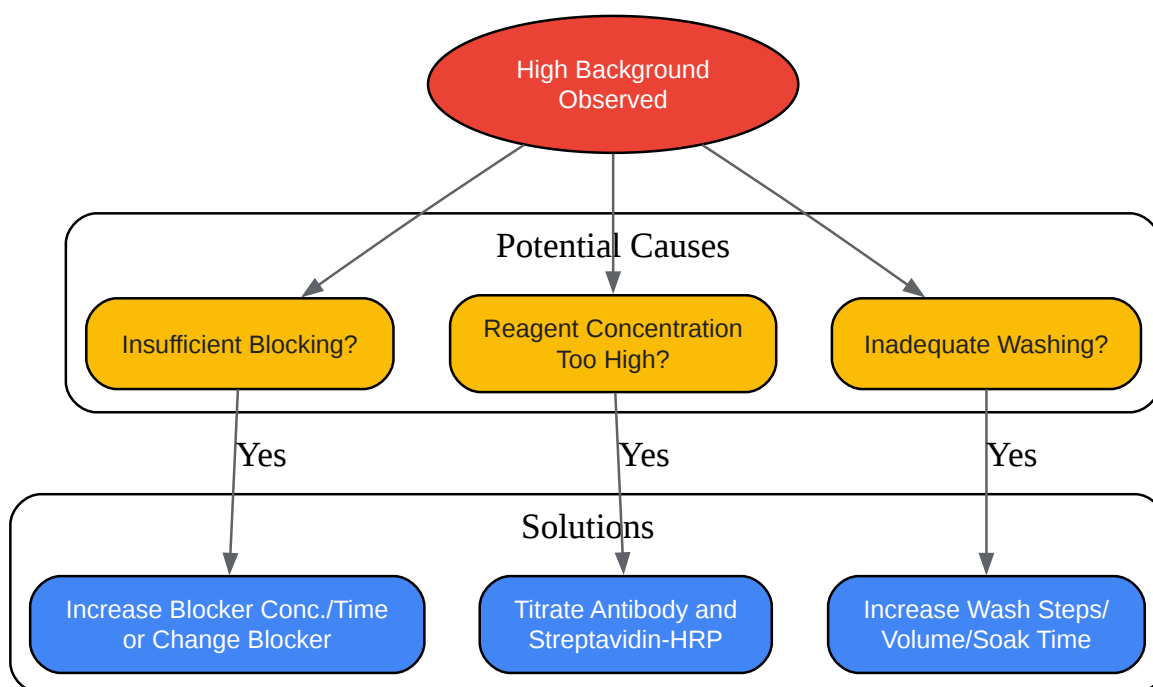 High Background
Observed
Potential Causes
Insufficient Blocking?
Reagent Concentration
Too High?
Inadequate Washing?
Yes
Yes
Yes
Solutions
Increase Blocker Conc./Time
or Change Blocker
Titrate Antibody and
Streptavidin-HRP
Increase Wash Steps/
Volume/Soak Time